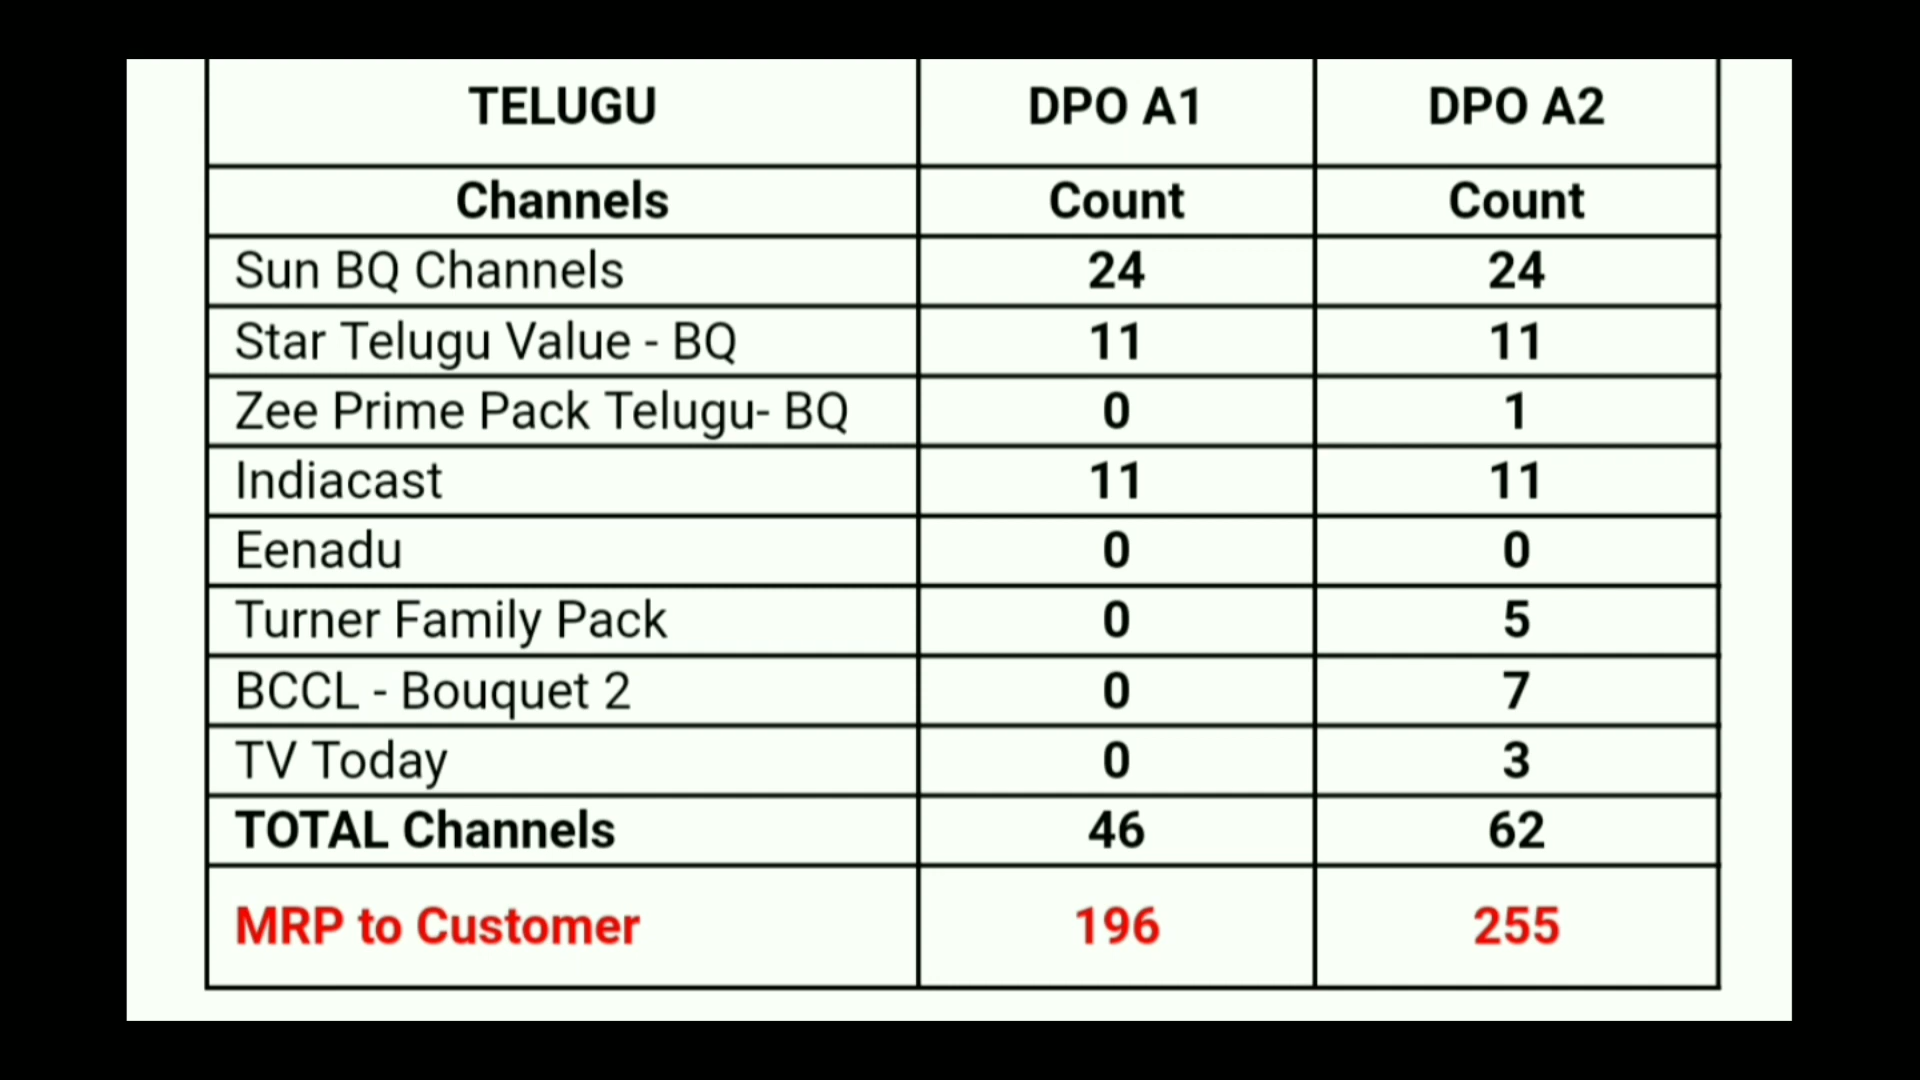 TELUGU DPO A1 DPO A2
Channels Count Count
Sun BQ Channels 24 24
Star Telugu Value - BQ 11 11
Zee Prime Pack Telugu- BQ 0 1
Indiacast 11 11
Eenadu 0 0
Turner Family Pack 0 5
BCCL - Bouquet 2 0 7
TV Today 0 3
TOTAL Channels 46 62
MRP to Customer 196 255